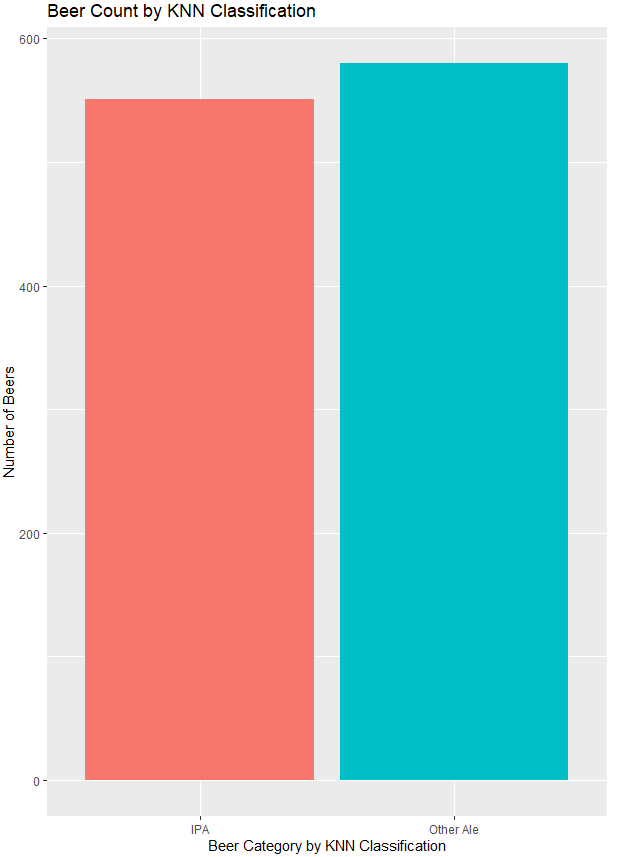 Beer Count by KNN Classification
600
400
200
0
Number of Beers
IPA
Other Ale
Beer Category by KNN Classification